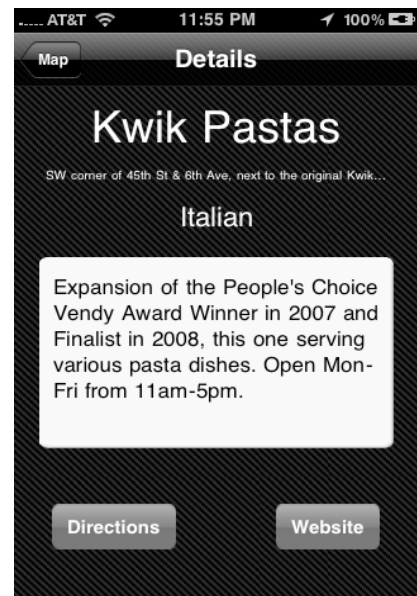 ..... AT&T 11:55 PM 100%
Map Details
Kwik Pastas
SW corner of 45th St & 6th Ave, next to the original Kwik...
Italian
Expansion of the People's Choice
Vendy Award Winner in 2007 and
Finalist in 2008, this one serving
various pasta dishes. Open Mon-
Fri from 11am-5pm.
Directions Website